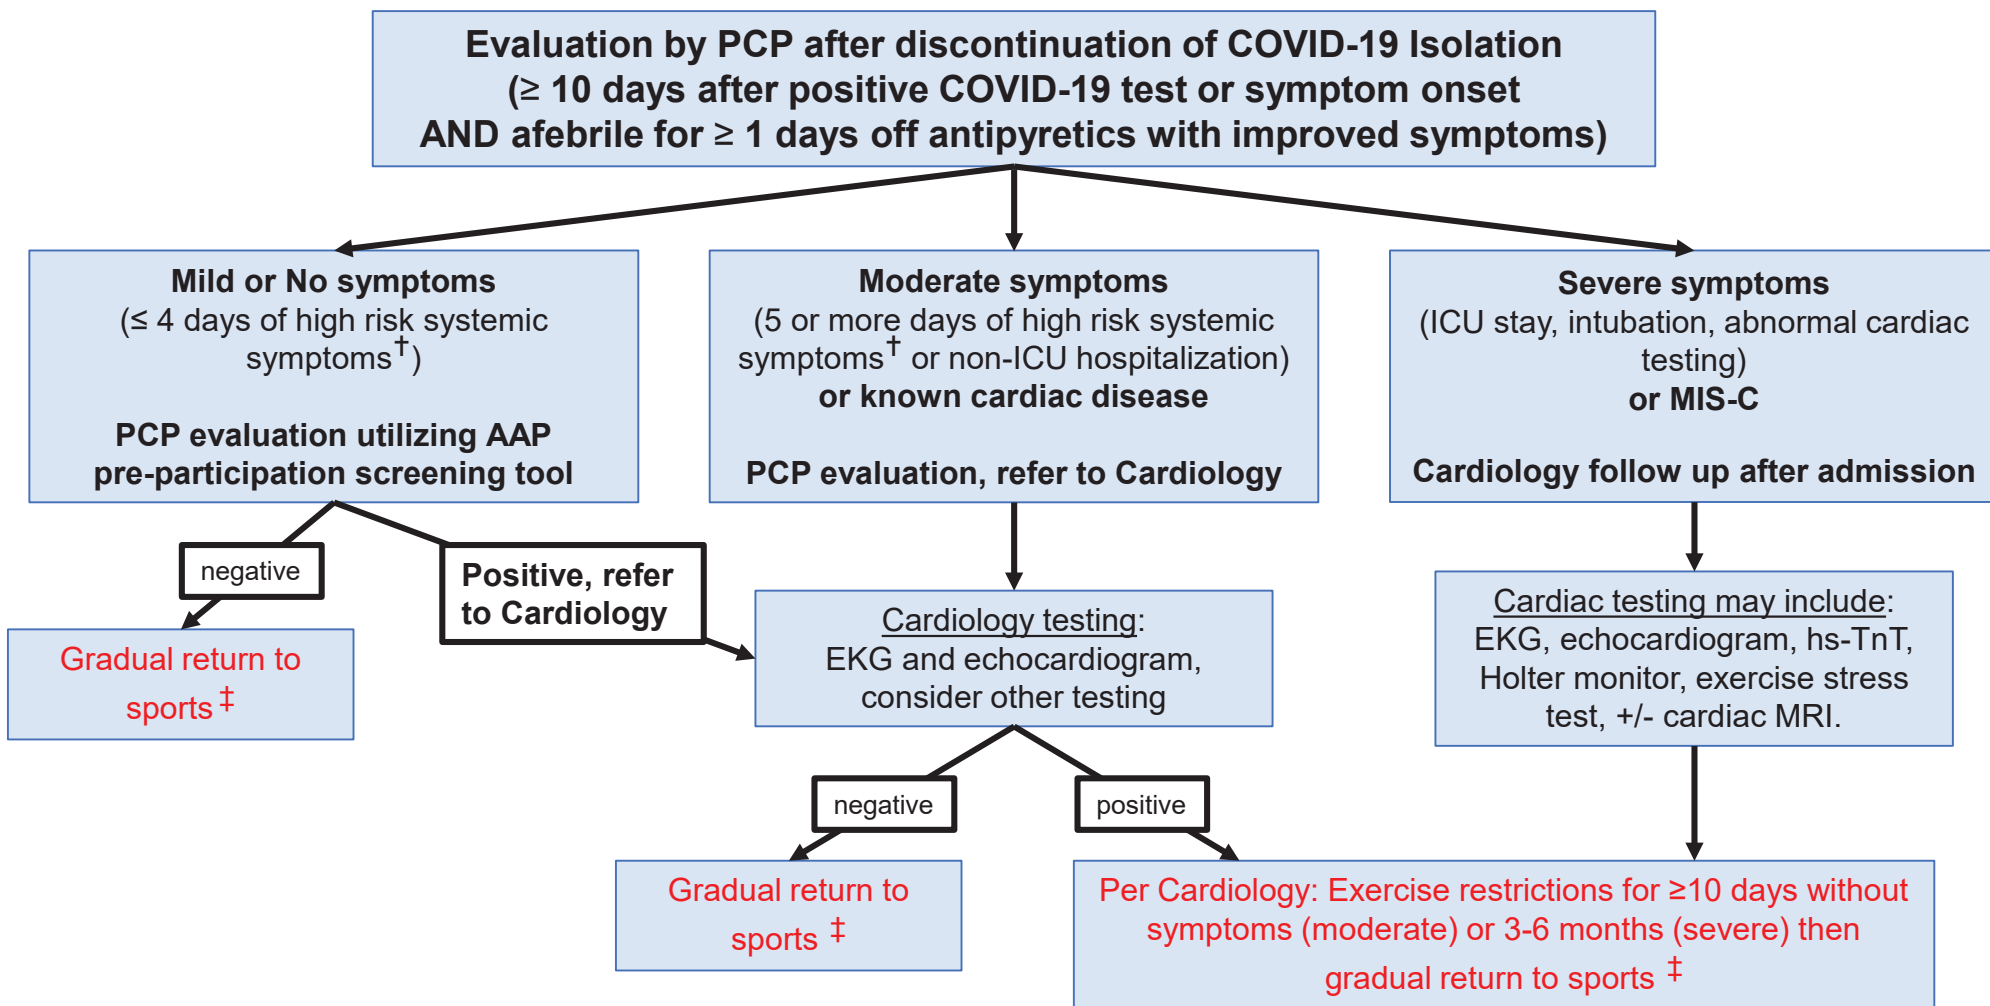 Evaluation by PCP after discontinuation of COVID-19 Isolation
(≥ 10 days after positive COVID-19 test or symptom onset
AND afebrile for ≥ 1 days off antipyretics with improved symptoms)
Mild or No symptoms
(≤ 4 days of high risk systemic
symptoms†)
PCP evaluation utilizing AAP
pre-participation screening tool
Moderate symptoms
(5 or more days of high risk systemic
symptoms† or non-ICU hospitalization)
or known cardiac disease
PCP evaluation, refer to Cardiology
Severe symptoms
(ICU stay, intubation, abnormal cardiac
testing)
or MIS-C
Cardiology follow up after admission
negative
Positive, refer
to Cardiology
Gradual return to
sports ‡
Cardiology testing:
EKG and echocardiogram,
consider other testing
Cardiac testing may include:
EKG, echocardiogram, hs-TnT,
Holter monitor, exercise stress
test, +/- cardiac MRI.
negative
positive
Gradual return to
sports ‡
Per Cardiology: Exercise restrictions for ≥10 days without
symptoms (moderate) or 3-6 months (severe) then
gradual return to sports ‡